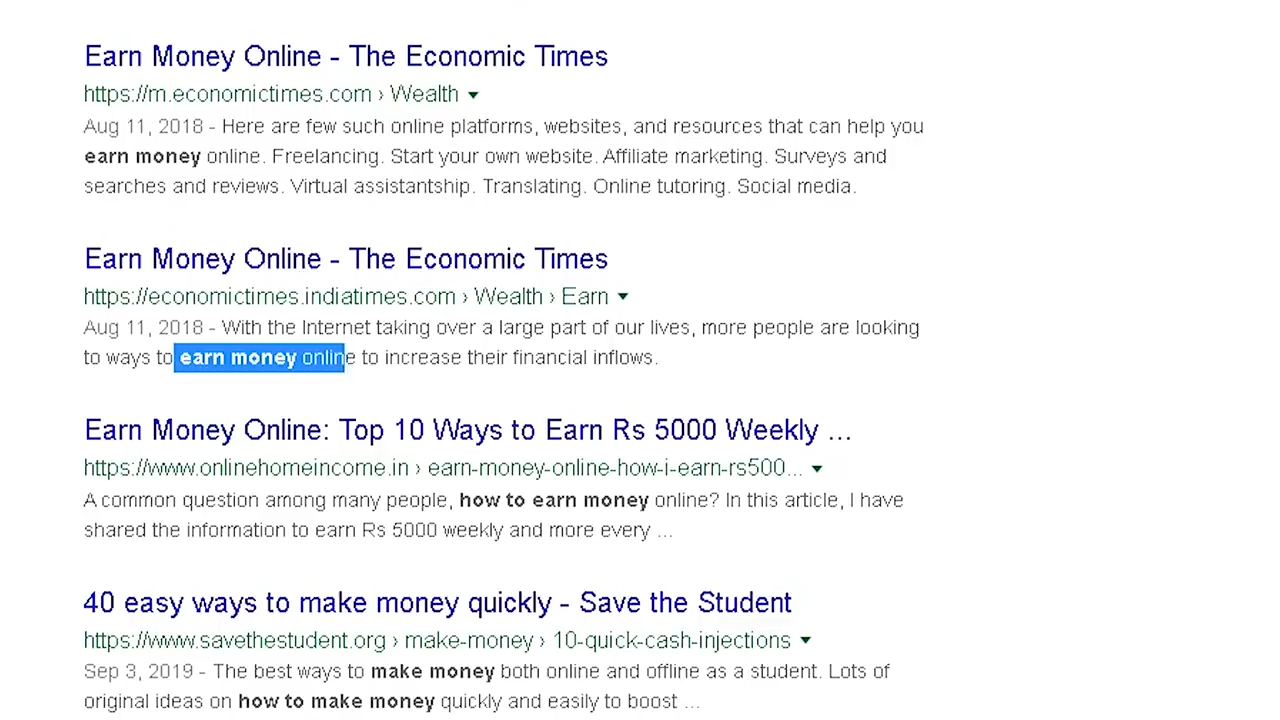 Earn Money Online - The Economic Times
https://m.economictimes.com › Wealth ▼
Aug 11, 2018 - Here are few such online platforms, websites, and resources that can help you
earn money online. Freelancing. Start your own website. Affiliate marketing. Surveys and
searches and reviews. Virtual assistantship. Translating. Online tutoring. Social media.
Earn Money Online - The Economic Times
https://economictimes.indiatimes.com › Wealth › Earn ▼
Aug 11, 2018 - With the Internet taking over a large part of our lives, more people are looking
to ways to earn money online to increase their financial inflows.
Earn Money Online: Top 10 Ways to Earn Rs 5000 Weekly ...
https://www.onlinehomeincome.in › earn-money-online-how-i-earn-rs500... ▼
A common question among many people, how to earn money online? In this article, I have
shared the information to earn Rs 5000 weekly and more every ...
40 easy ways to make money quickly - Save the Student
https://www.savethestudent.org › make-money › 10-quick-cash-injections ▼
Sep 3, 2019 - The best ways to make money both online and offline as a student. Lots of
original ideas on how to make money quickly and easily to boost ...